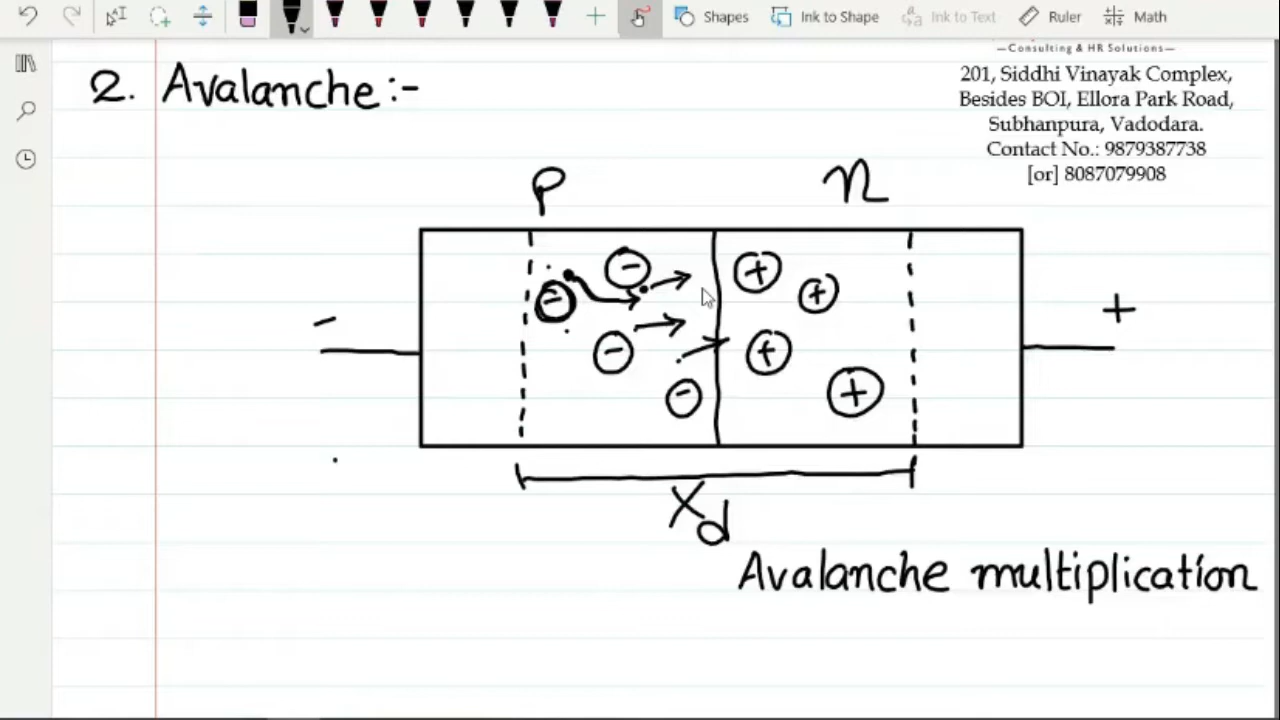 Shapes
Ink to Shape
Ink to Text
Ruler
Math
—Consulting & HR Solutions—
201, Siddhi Vinayak Complex,
Besides BOI, Ellora Park Road,
Subhanpura, Vadodara.
Contact No.: 9879387738
[or] 8087079908
2. Avalanche:-
p
n
- +
- - - -
+ + + +
Xd
Avalanche multiplication